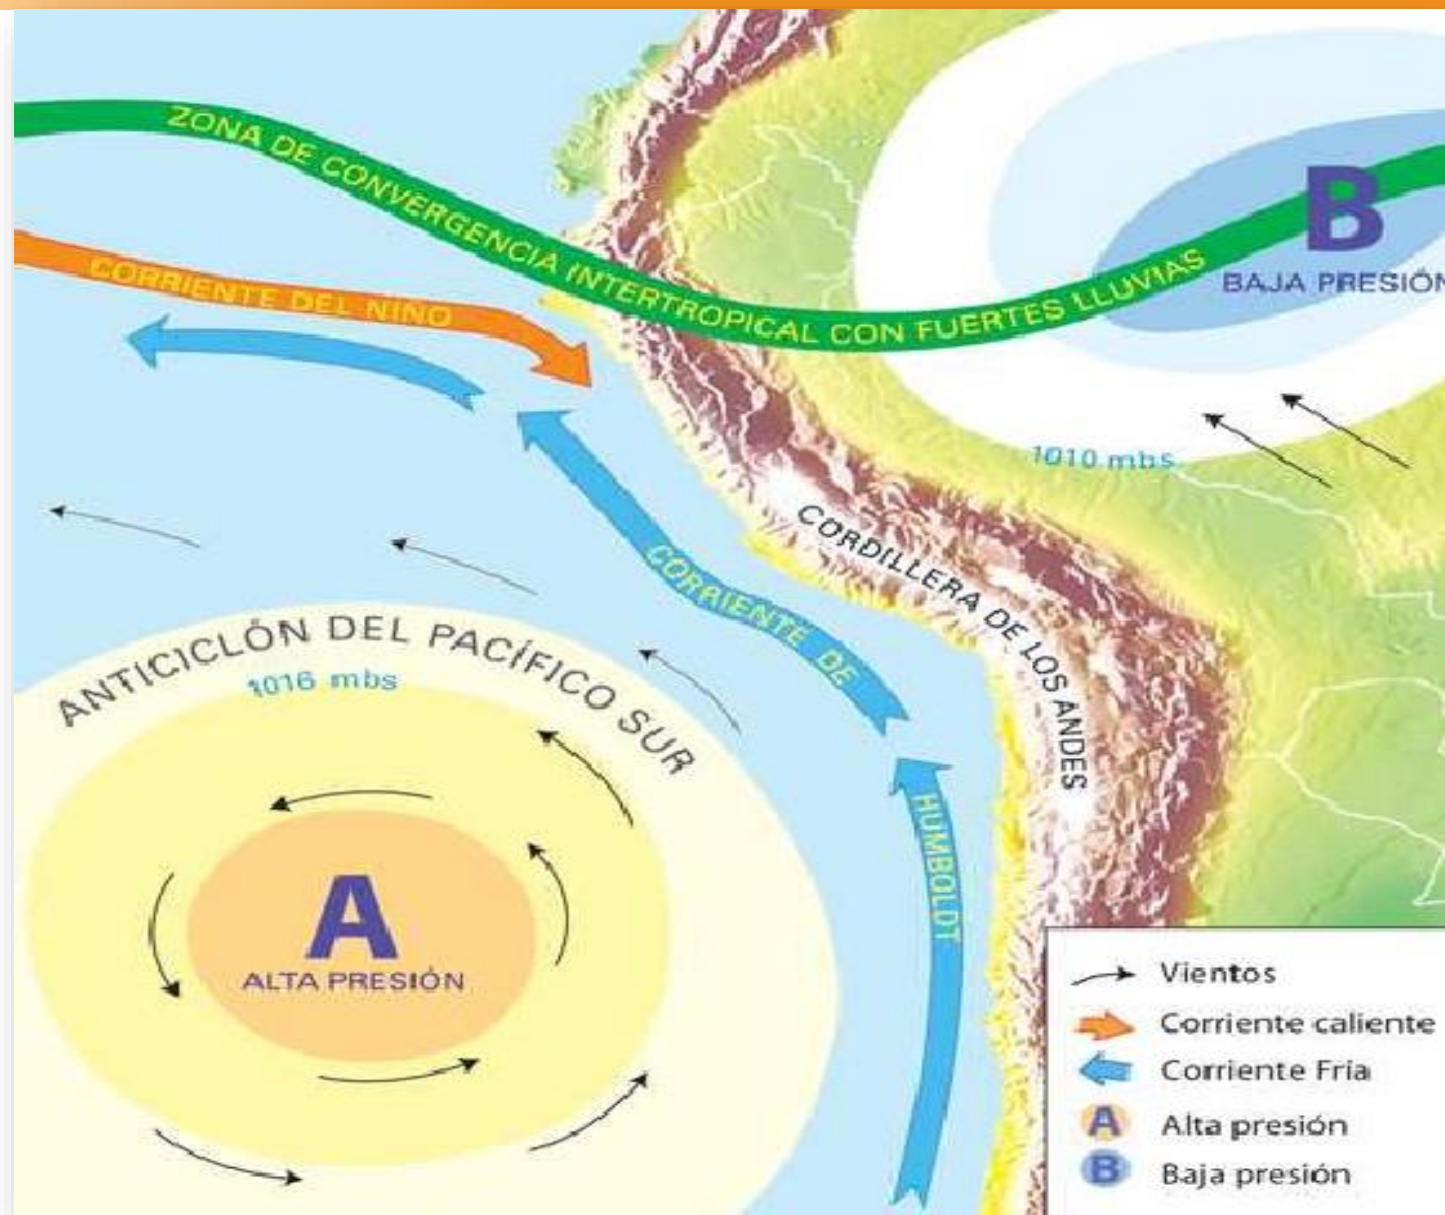 ZONA DE CONVERGENCIA INTERTROPICAL CON FUERTES LLUVIAS
B
BAJA PRESIÓN
CORRIENTE DEL NIÑO
1010 mbs
CORDILLERA DE LOS ANDES
CORRIENTE DE
HUMBOLDT
ANTICICLÓN DEL PACÍFICO SUR
1016 mbs
A
ALTA PRESIÓN
Vientos
Corriente caliente
Corriente Fría
A Alta presión
B Baja presión